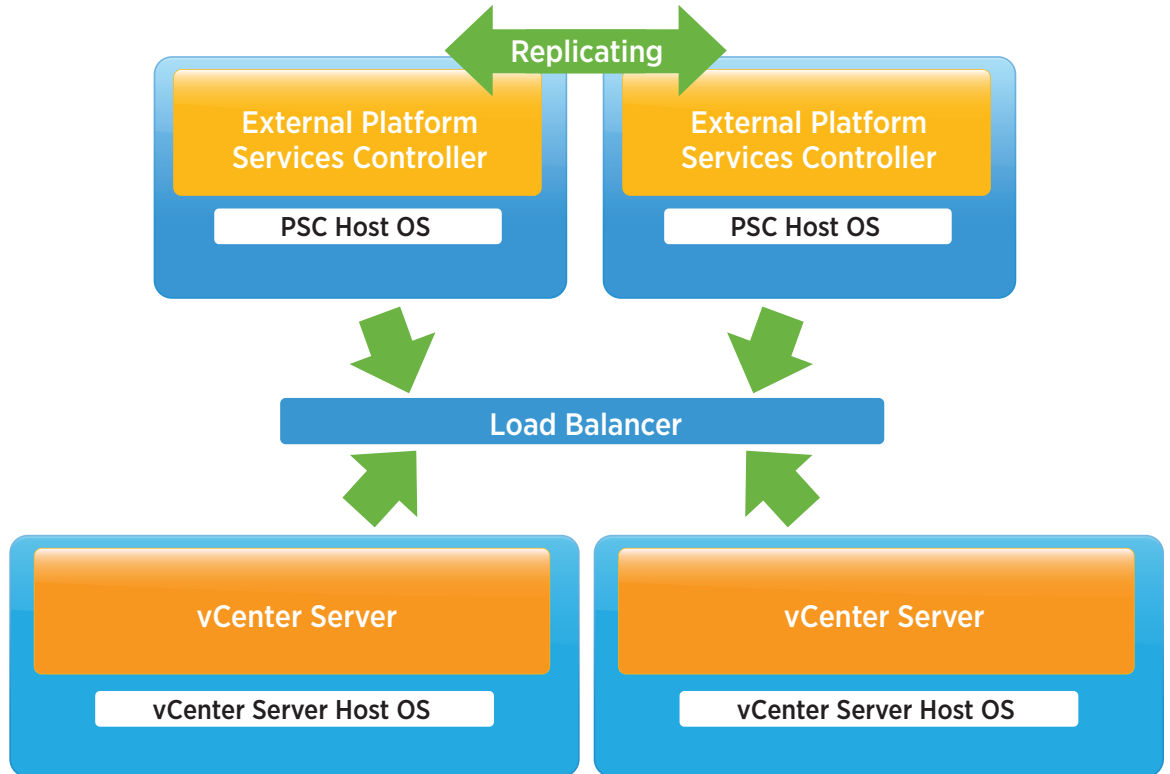 Replicating
External Platform
Services Controller
External Platform
Services Controller
PSC Host OS
PSC Host OS
Load Balancer
vCenter Server
vCenter Server
vCenter Server Host OS
vCenter Server Host OS